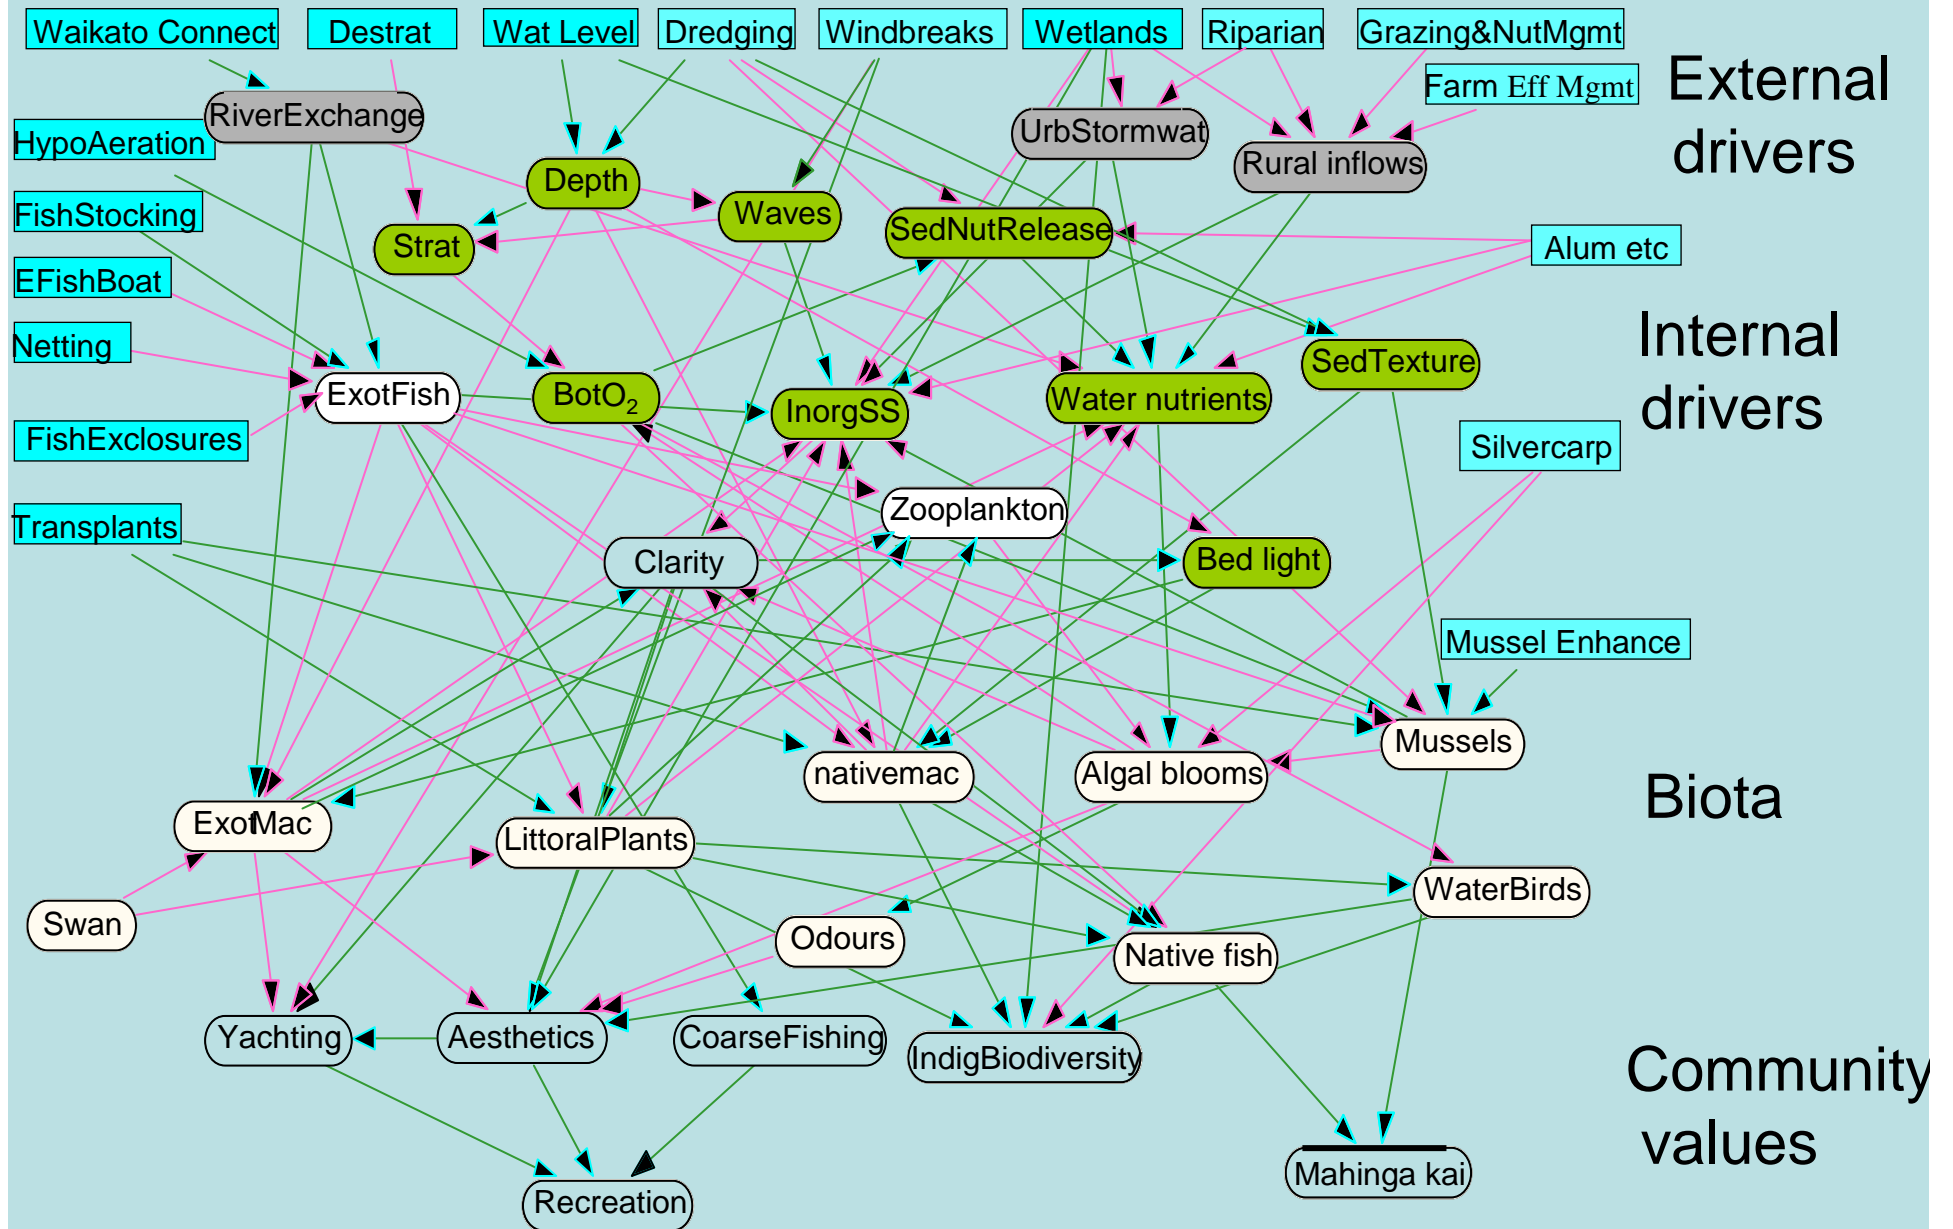 Waikato Connect
Destrat
Wat Level
Dredging
Windbreaks
Wetlands
Riparian
Grazing&NutMgmt
External
drivers
Farm Eff Mgmt
RiverExchange
UrbStormwat
HypoAeration
Rural inflows
Depth
FishStocking
Waves
SedNutRelease
Strat
Alum etc
EFishBoat
Internal
drivers
Netting
SedTexture
ExotFish
BotO₂
InorgSS
Water nutrients
FishExclosures
Silvercarp
Zooplankton
Transplants
Clarity
Bed light
Mussel Enhance
Mussels
nativemac
Algal blooms
Biota
ExotMac
LittoralPlants
WaterBirds
Swan
Odours
Native fish
Yachting
Aesthetics
CoarseFishing
IndigBiodiversity
Community
values
Mahinga kai
Recreation